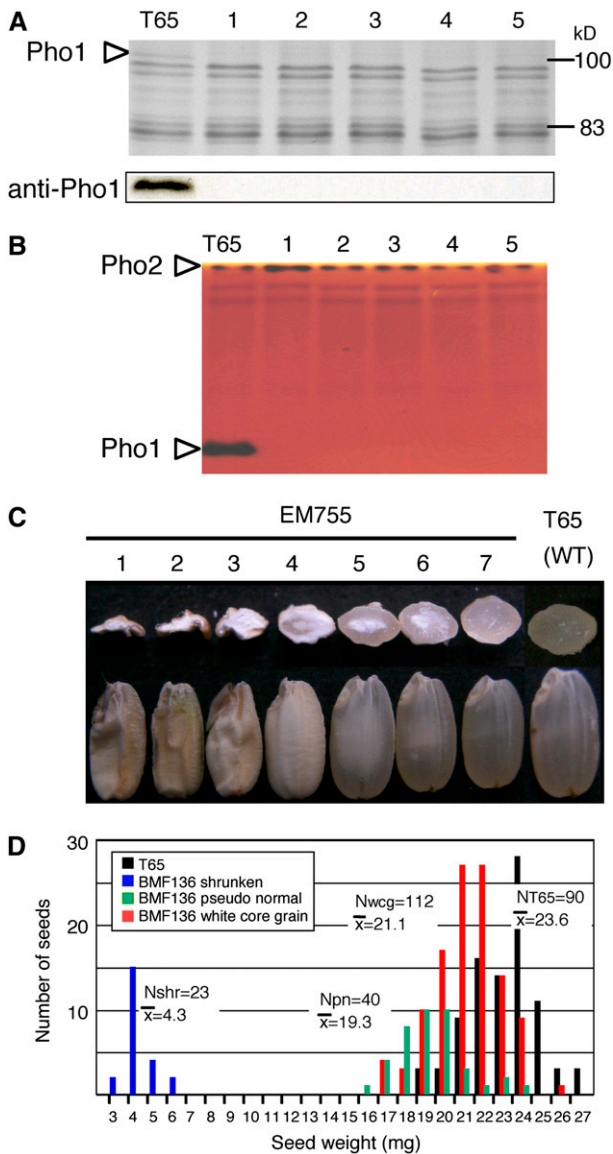 A
T65 1 2 3 4 5 kD
Pho1
100
83
anti-Pho1
B
T65 1 2 3 4 5
Pho2
Pho1
C
EM755
T65
(WT)
1 2 3 4 5 6 7
D
Number of seeds
30
20
10
T65
BMF136 shrunken
BMF136 pseudo normal
BMF136 white core grain
Nwcg=112
x̄=21.1
NT65=90
x̄=23.6
Nshr=23
x̄=4.3
Npn=40
x̄=19.3
3 4 5 6 7 8 9 10 11 12 13 14 15 16 17 18 19 20 21 22 23 24 25 26 27
Seed weight (mg)